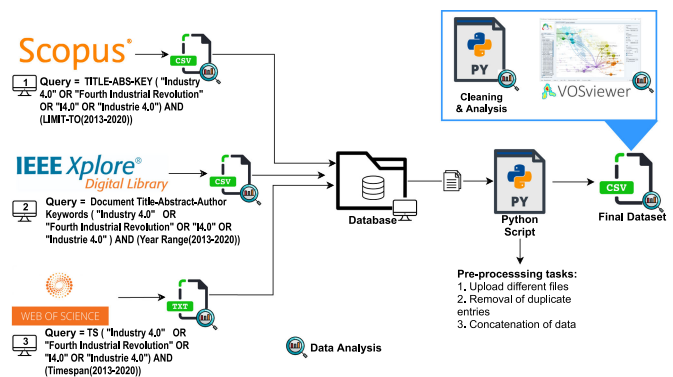 Scopus®
CSV
1
Query = TITLE-ABS-KEY ( "Industry
4.0" OR "Fourth Industrial Revolution"
OR "I4.0" OR "Industrie 4.0") AND
(LIMIT-TO(2013-2020))
IEEE Xplore®
Digital Library
CSV
2
Query = Document Title-Abstract-Author
Keywords ( "Industry 4.0" OR
"Fourth Industrial Revolution" OR "I4.0" OR
"Industrie 4.0" ) AND (Year Range(2013-2020))
WEB OF SCIENCE
TXT
3
Query = TS ( "Industry 4.0" OR
"Fourth Industrial Revolution" OR
"I4.0" OR "Industrie 4.0") AND
(Timespan(2013-2020))
Data Analysis
Database
PY
Python
Script
Pre-processsing tasks:
1. Upload different files
2. Removal of duplicate
entries
3. Concatenation of data
CSV
Final Dataset
PY
Cleaning
& Analysis
VOSviewer